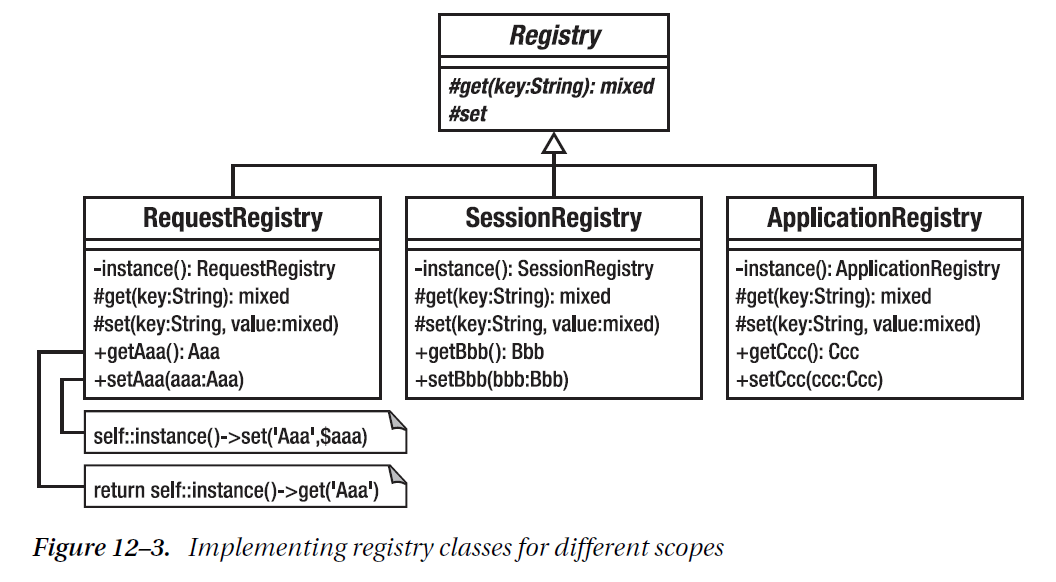 Registry
#get(key:String): mixed
#set
RequestRegistry
-instance(): RequestRegistry
#get(key:String): mixed
#set(key:String, value:mixed)
+getAaa(): Aaa
+setAaa(aaa:Aaa)
SessionRegistry
-instance(): SessionRegistry
#get(key:String): mixed
#set(key:String, value:mixed)
+getBbb(): Bbb
+setBbb(bbb:Bbb)
ApplicationRegistry
-instance(): ApplicationRegistry
#get(key:String): mixed
#set(key:String, value:mixed)
+getCcc(): Ccc
+setCcc(ccc:Ccc)
self::instance()->set('Aaa',$aaa)
return self::instance()->get('Aaa')
Figure 12–3. Implementing registry classes for different scopes